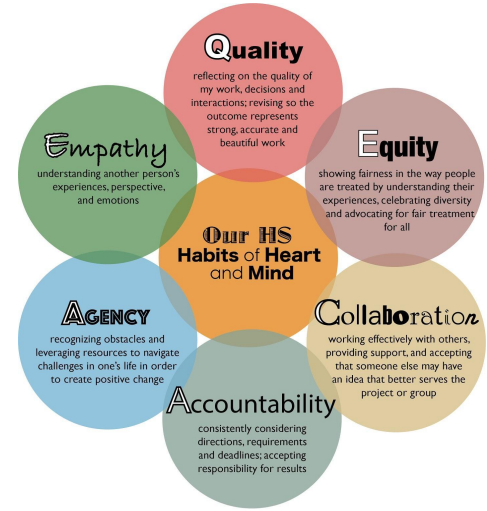 Quality
reflecting on the quality of
my work, decisions and
interactions; revising so the
outcome represents
strong, accurate and
beautiful work
Empathy
understanding another person's
experiences, perspective,
and emotions
Equity
showing fairness in the way people
are treated by understanding their
experiences, celebrating diversity
and advocating for fair treatment
for all
Our HS
Habits of Heart
and Mind
AGENCY
recognizing obstacles and
leveraging resources to navigate
challenges in one's life in order
to create positive change
Collaboration
working effectively with others,
providing support, and accepting
that someone else may have
an idea that better serves the
project or group
Accountability
consistently considering
directions, requirements
and deadlines; accepting
responsibility for results